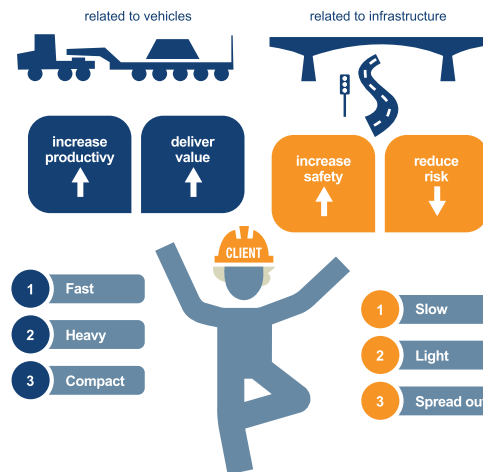 related to vehicles
related to infrastructure
increase
productivy
deliver
value
increase
safety
reduce
risk
CLIENT
1 Fast
2 Heavy
3 Compact
1 Slow
2 Light
3 Spread out